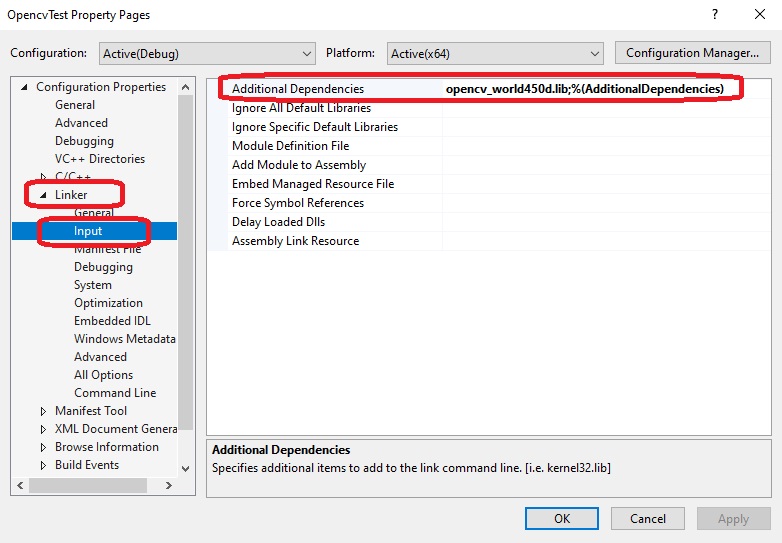 OpencvTest Property Pages
?
Configuration: Active(Debug) Platform: Active(x64) Configuration Manager...
Configuration Properties
General
Advanced
Debugging
VC++ Directories
C/C++
Linker
General
Input
Manifest File
Debugging
System
Optimization
Embedded IDL
Windows Metadata
Advanced
All Options
Command Line
Manifest Tool
XML Document Genera
Browse Information
Build Events
Additional Dependencies opencv_world450d.lib;%(AdditionalDependencies)
Ignore All Default Libraries
Ignore Specific Default Libraries
Module Definition File
Add Module to Assembly
Embed Managed Resource File
Force Symbol References
Delay Loaded Dlls
Assembly Link Resource
Additional Dependencies
Specifies additional items to add to the link command line. [i.e. kernel32.lib]
OK Cancel Apply